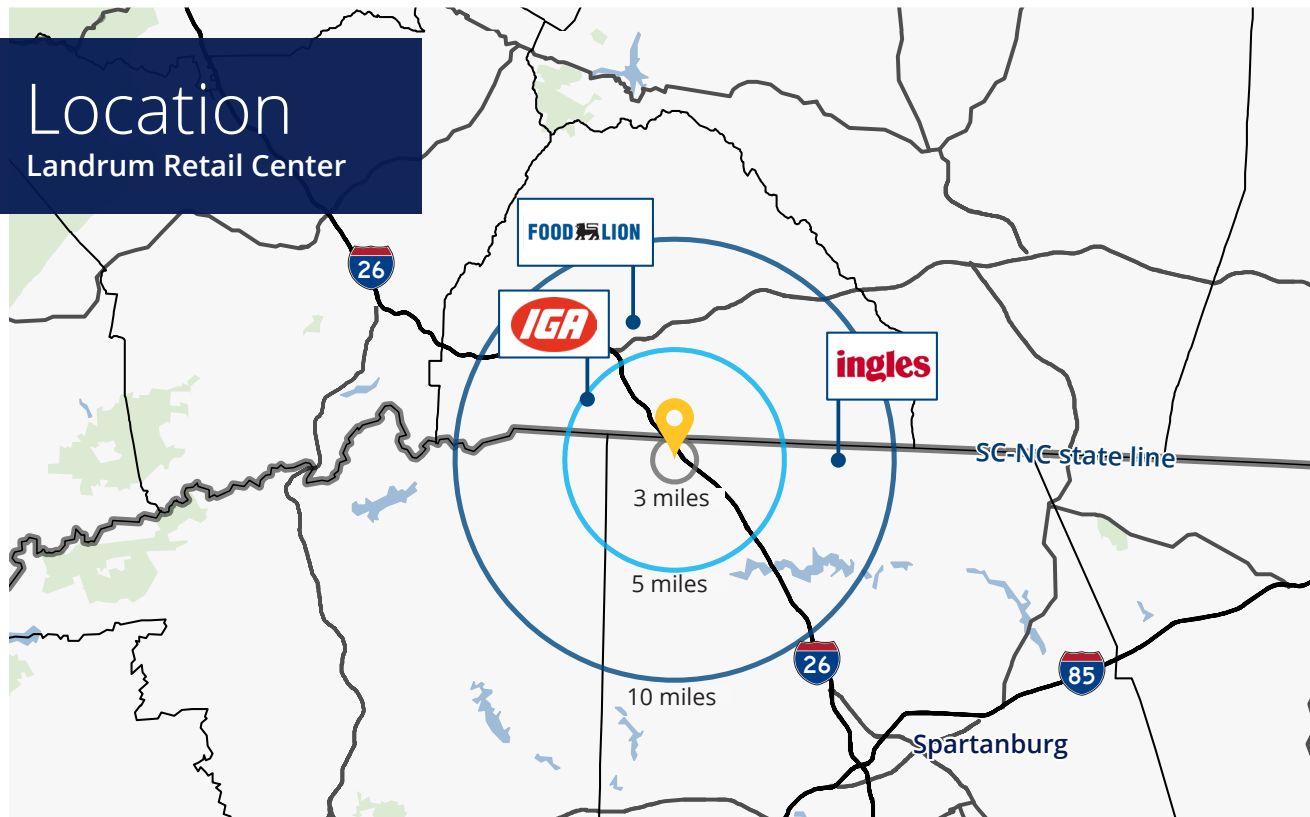 Location
Landrum Retail Center
FOOD LION
26
IGA
ingles
SC-NC state line
3 miles
5 miles
26
85
10 miles
Spartanburg